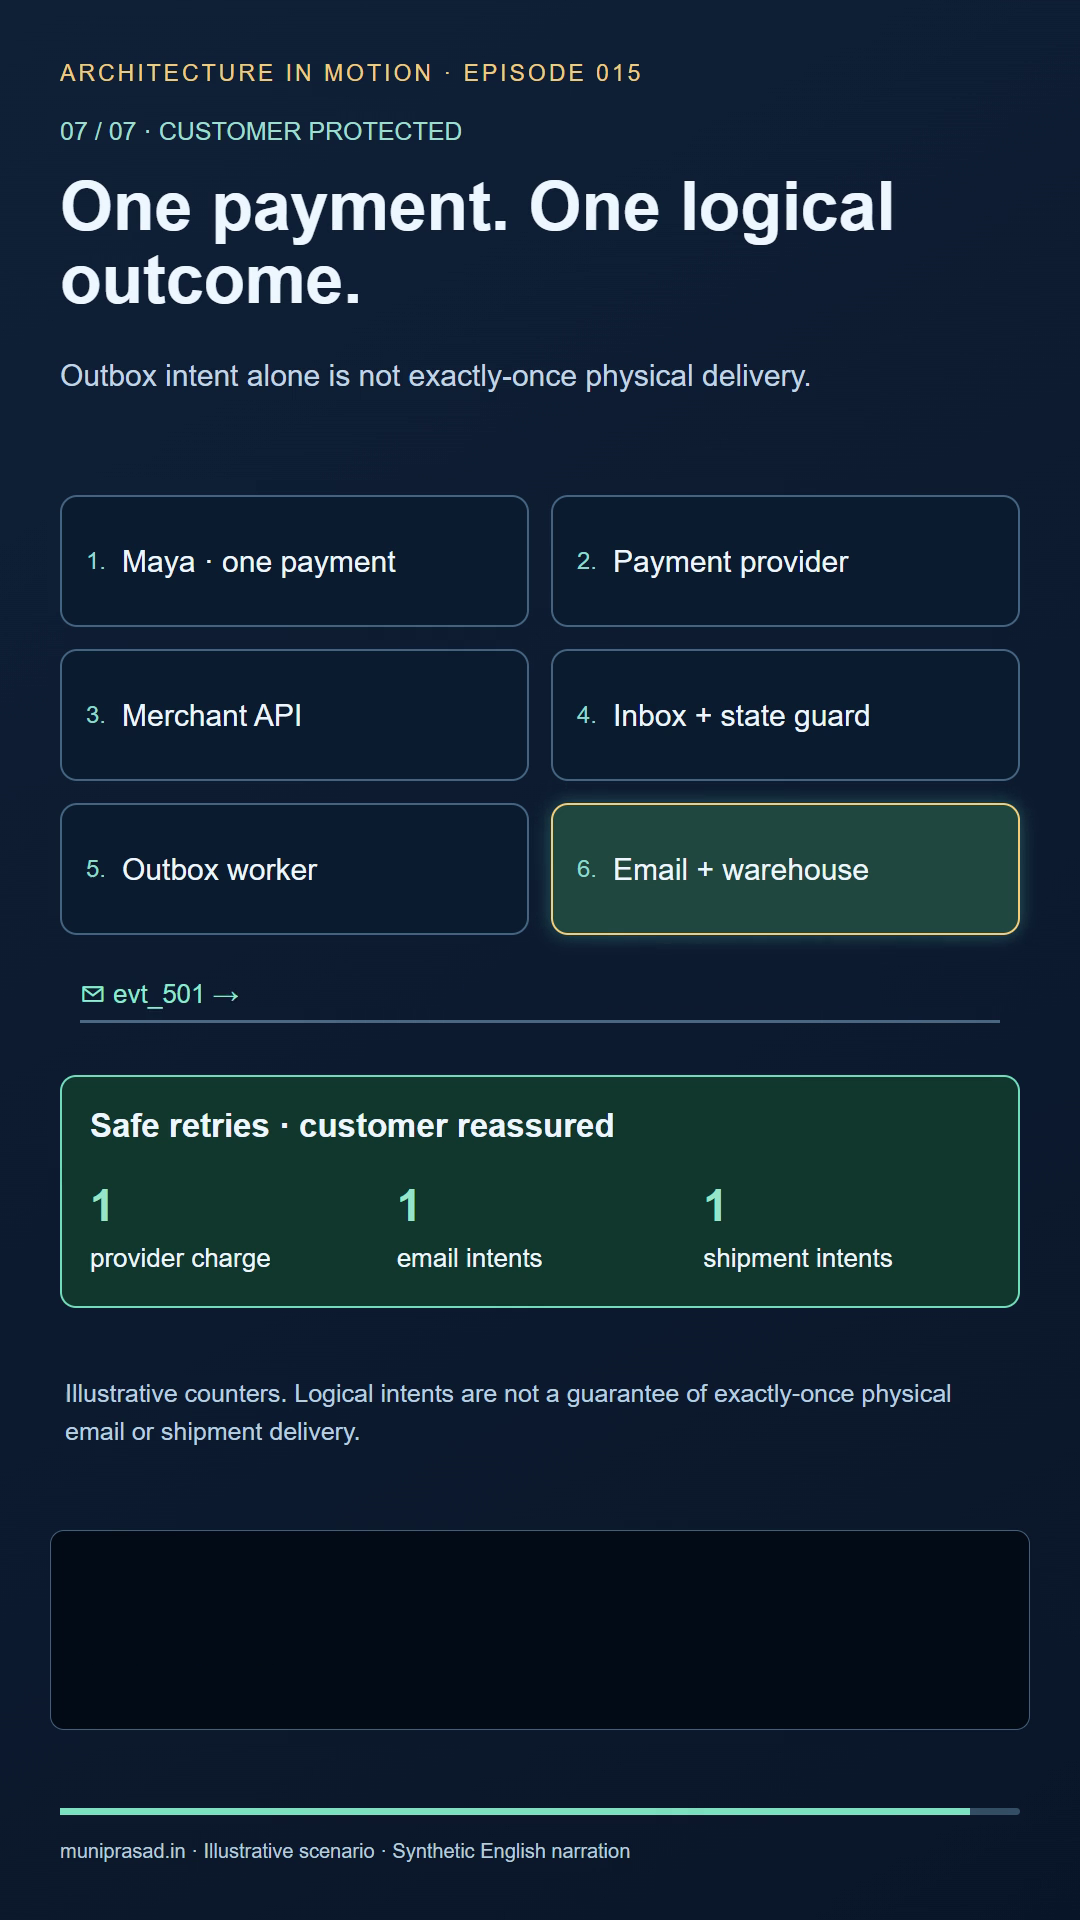 ARCHITECTURE IN MOTION · EPISODE 015
07 / 07 · CUSTOMER PROTECTED
One payment. One logical
outcome.
Outbox intent alone is not exactly-once physical delivery.
1. Maya · one payment
2. Payment provider
3. Merchant API
4. Inbox + state guard
5. Outbox worker
6. Email + warehouse
✉ evt_501 →
Safe retries · customer reassured
1 1 1
provider charge email intents shipment intents
Illustrative counters. Logical intents are not a guarantee of exactly-once physical
email or shipment delivery.
muniprasad.in · Illustrative scenario · Synthetic English narration